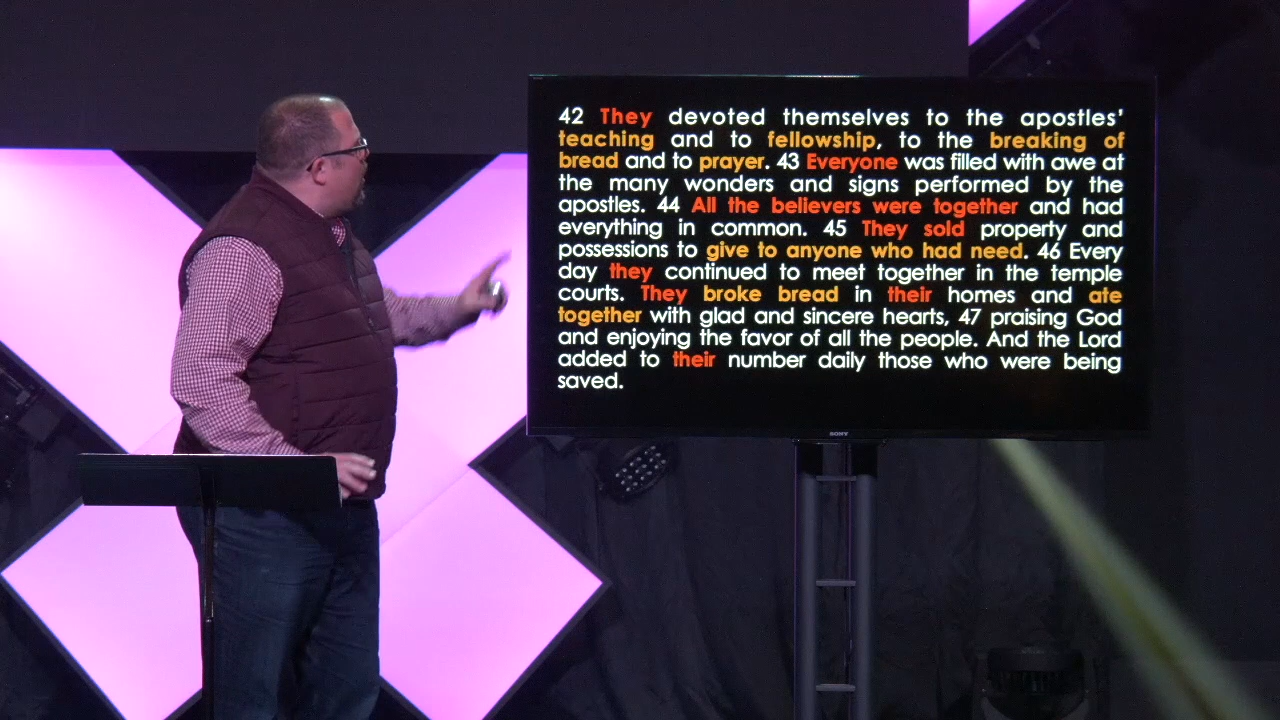 42 They devoted themselves to the apostles'
teaching and to fellowship, to the breaking of
bread and to prayer. 43 Everyone was filled with awe at
the many wonders and signs performed by the
apostles. 44 All the believers were together and had
everything in common. 45 They sold property and
possessions to give to anyone who had need. 46 Every
day they continued to meet together in the temple
courts. They broke bread in their homes and ate
together with glad and sincere hearts, 47 praising God
and enjoying the favor of all the people. And the Lord
added to their number daily those who were being
saved.
SONY